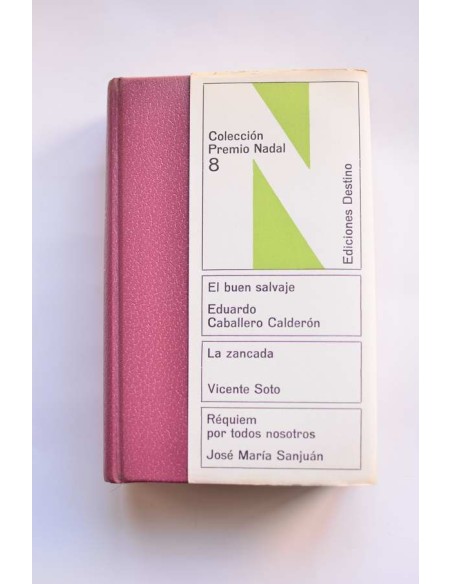 Colección
Premio Nadal
8
N
Ediciones Destino
El buen salvaje
Eduardo
Caballero Calderón
La zancada
Vicente Soto
Réquiem
por todos nosotros
José María Sanjuán